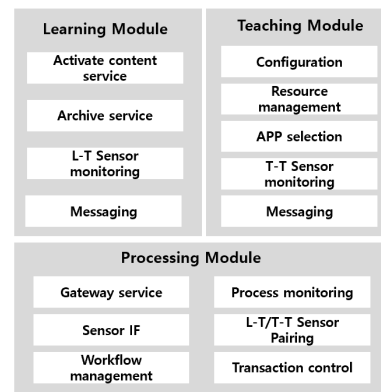 Learning Module
Activate content
service
Archive service
L-T Sensor
monitoring
Messaging
Teaching Module
Configuration
Resource
management
APP selection
T-T Sensor
monitoring
Messaging
Processing Module
Gateway service
Sensor IF
Workflow
management
Process monitoring
L-T/T-T Sensor
Pairing
Transaction control